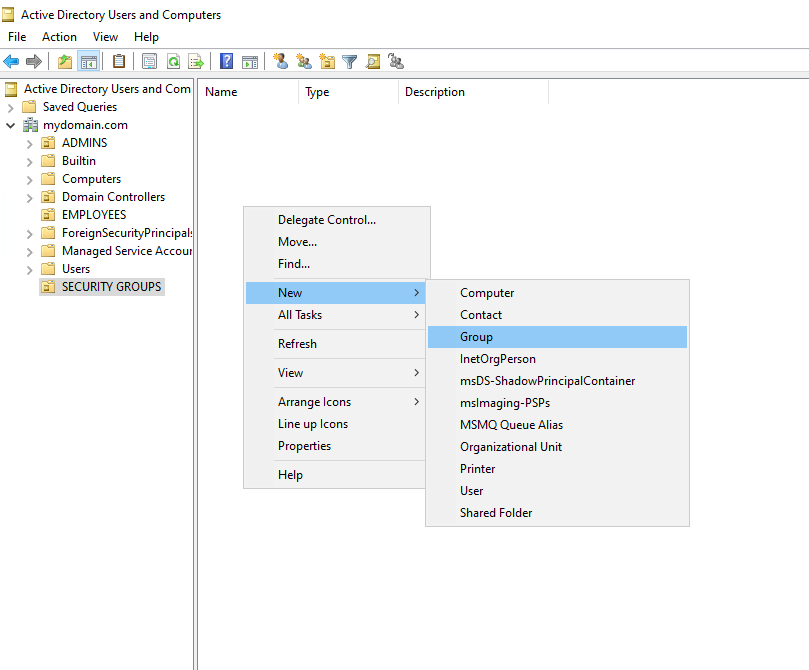 Active Directory Users and Computers
File Action View Help
Active Directory Users and Com
Saved Queries
mydomain.com
ADMINS
Builtin
Computers
Domain Controllers
EMPLOYEES
ForeignSecurityPrincipals
Managed Service Accour
Users
SECURITY GROUPS
Name Type Description
Delegate Control...
Move...
Find...
New
All Tasks
Refresh
View
Arrange Icons
Line up Icons
Properties
Help
Computer
Contact
Group
InetOrgPerson
msDS-ShadowPrincipalContainer
msImaging-PSPs
MSMQ Queue Alias
Organizational Unit
Printer
User
Shared Folder